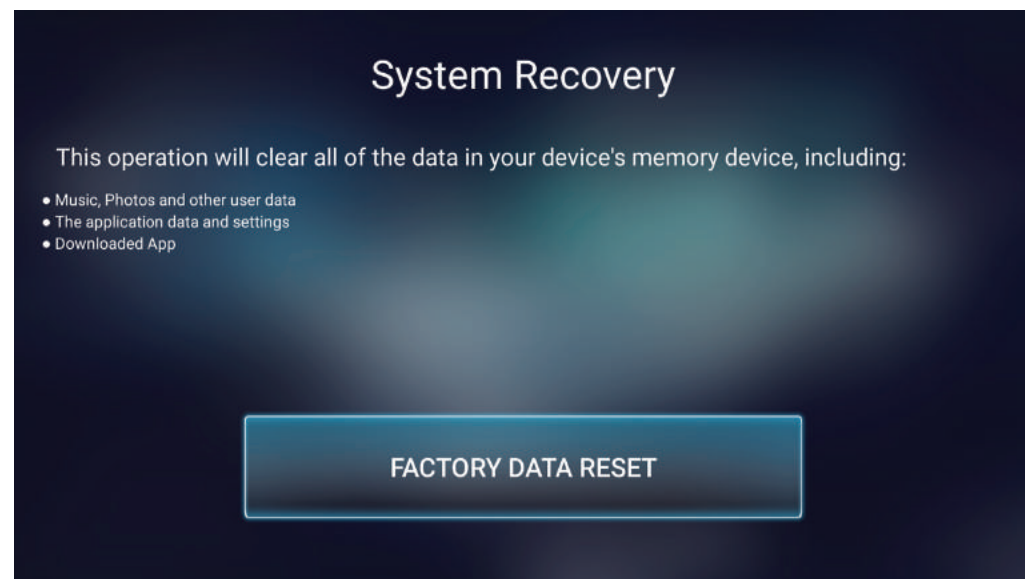 System Recovery
This operation will clear all of the data in your device's memory device, including:
● Music, Photos and other user data
● The application data and settings
● Downloaded App
FACTORY DATA RESET